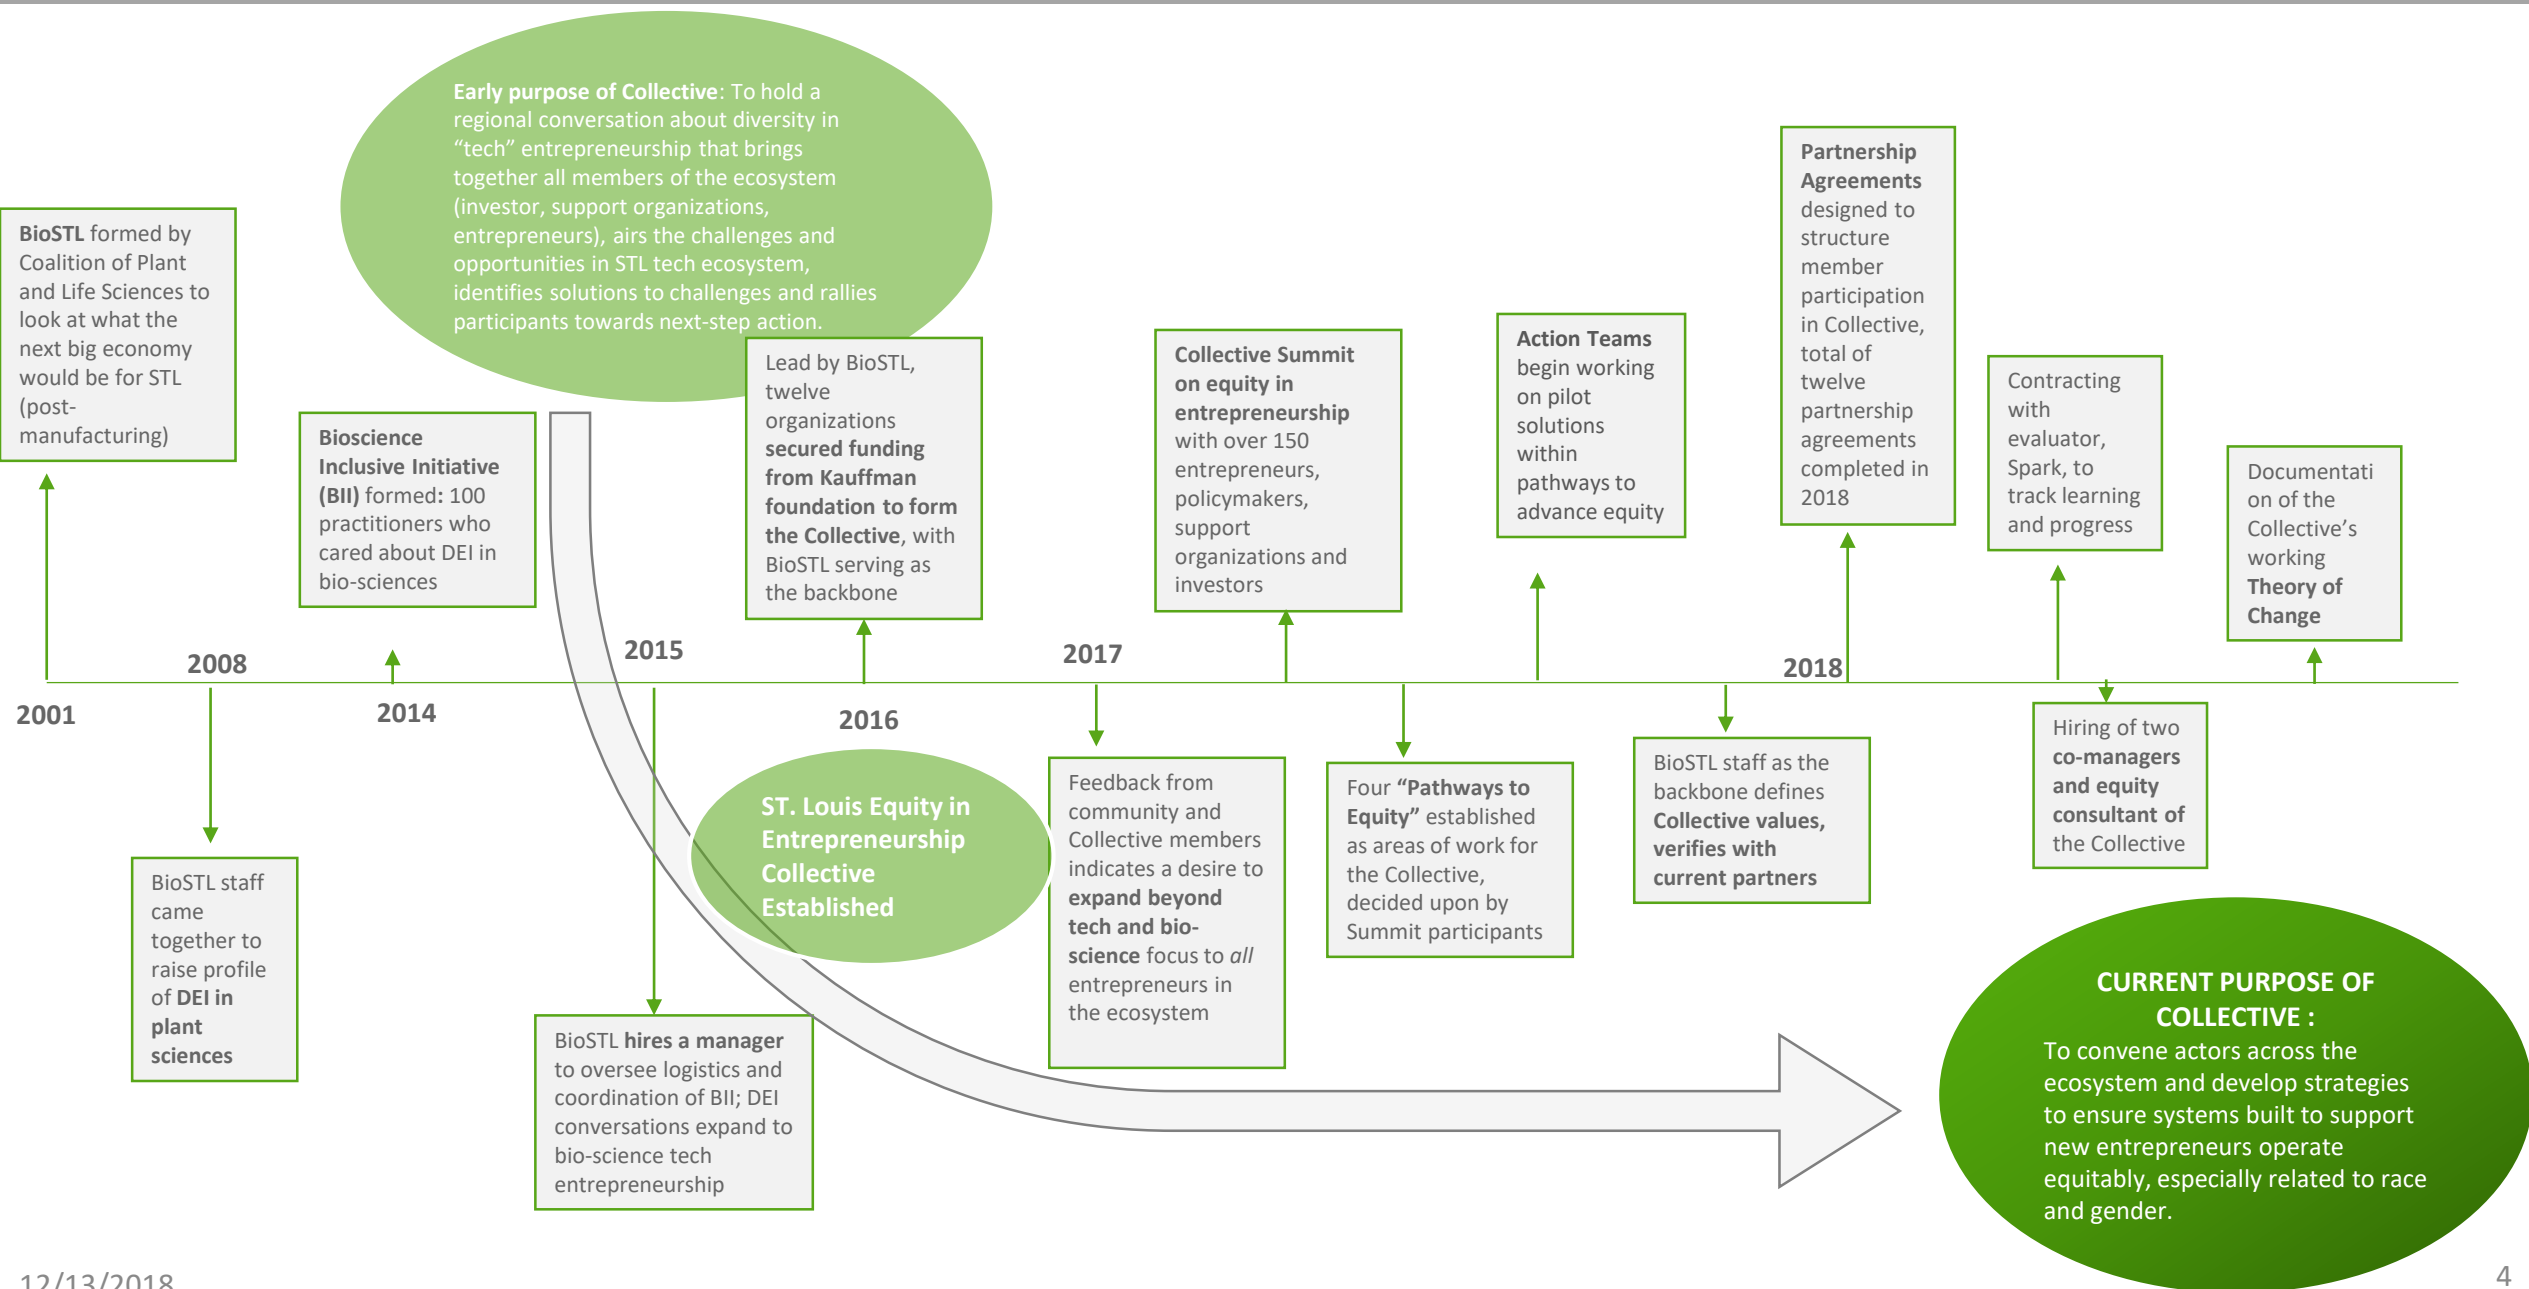 Early purpose of Collective: To hold a
regional conversation about diversity in
“tech” entrepreneurship that brings
together all members of the ecosystem
(investor, support organizations,
entrepreneurs), airs the challenges and
opportunities in STL tech ecosystem,
identifies solutions to challenges and rallies
participants towards next-step action.
BioSTL formed by
Coalition of Plant
and Life Sciences to
look at what the
next big economy
would be for STL
(post-
manufacturing)
Bioscience
Inclusive Initiative
(BII) formed: 100
practitioners who
cared about DEI in
bio-sciences
Lead by BioSTL,
twelve
organizations
secured funding
from Kauffman
foundation to form
the Collective, with
BioSTL serving as
the backbone
Collective Summit
on equity in
entrepreneurship
with over 150
entrepreneurs,
policymakers,
support
organizations and
investors
Action Teams
begin working
on pilot
solutions
within
pathways to
advance equity
Partnership
Agreements
designed to
structure
member
participation
in Collective,
total of
twelve
partnership
agreements
completed in
2018
Contracting
with
evaluator,
Spark, to
track learning
and progress
Documentati
on of the
Collective’s
working
Theory of
Change
2001
2008
2014
2015
2016
2017
2018
BioSTL staff
came
together to
raise profile
of DEI in
plant
sciences
BioSTL hires a manager
to oversee logistics and
coordination of BII; DEI
conversations expand to
bio-science tech
entrepreneurship
ST. Louis Equity in
Entrepreneurship
Collective
Established
Feedback from
community and
Collective members
indicates a desire to
expand beyond
tech and bio-
science focus to all
entrepreneurs in
the ecosystem
Four “Pathways to
Equity” established
as areas of work for
the Collective,
decided upon by
Summit participants
BioSTL staff as the
backbone defines
Collective values,
verifies with
current partners
Hiring of two
co-managers
and equity
consultant of
the Collective
CURRENT PURPOSE OF
COLLECTIVE :
To convene actors across the
ecosystem and develop strategies
to ensure systems built to support
new entrepreneurs operate
equitably, especially related to race
and gender.
12/13/2018
4